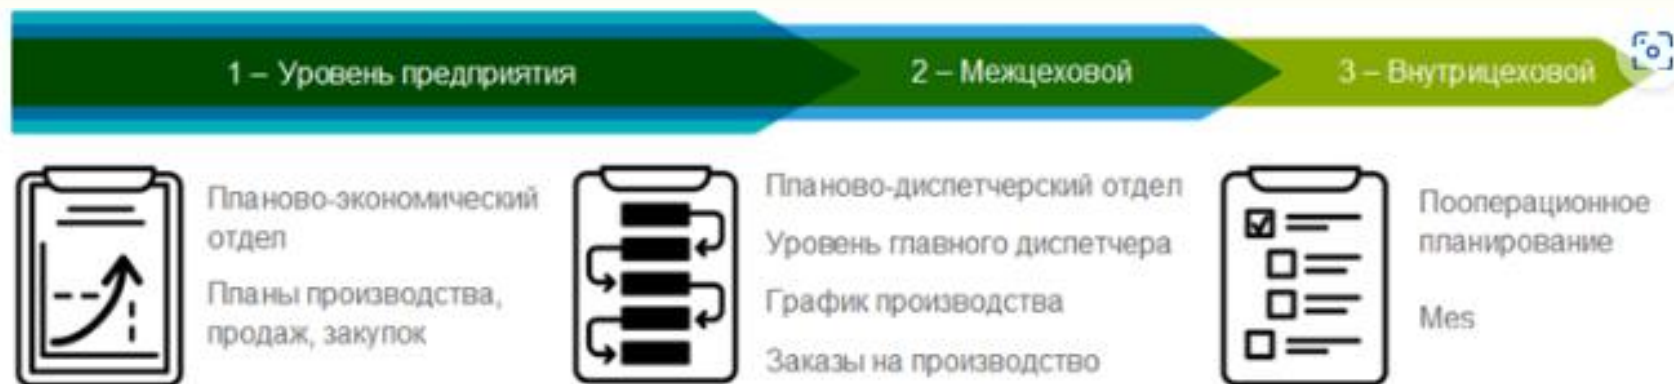 1 – Уровень предприятия
2 – Межцеховой
3 – Внутрицеховой
Планово-экономический
отдел
Планы производства,
продаж, закупок
Планово-диспетчерский отдел
Уровень главного диспетчера
График производства
Заказы на производство
Пооперационное
планирование
Mes